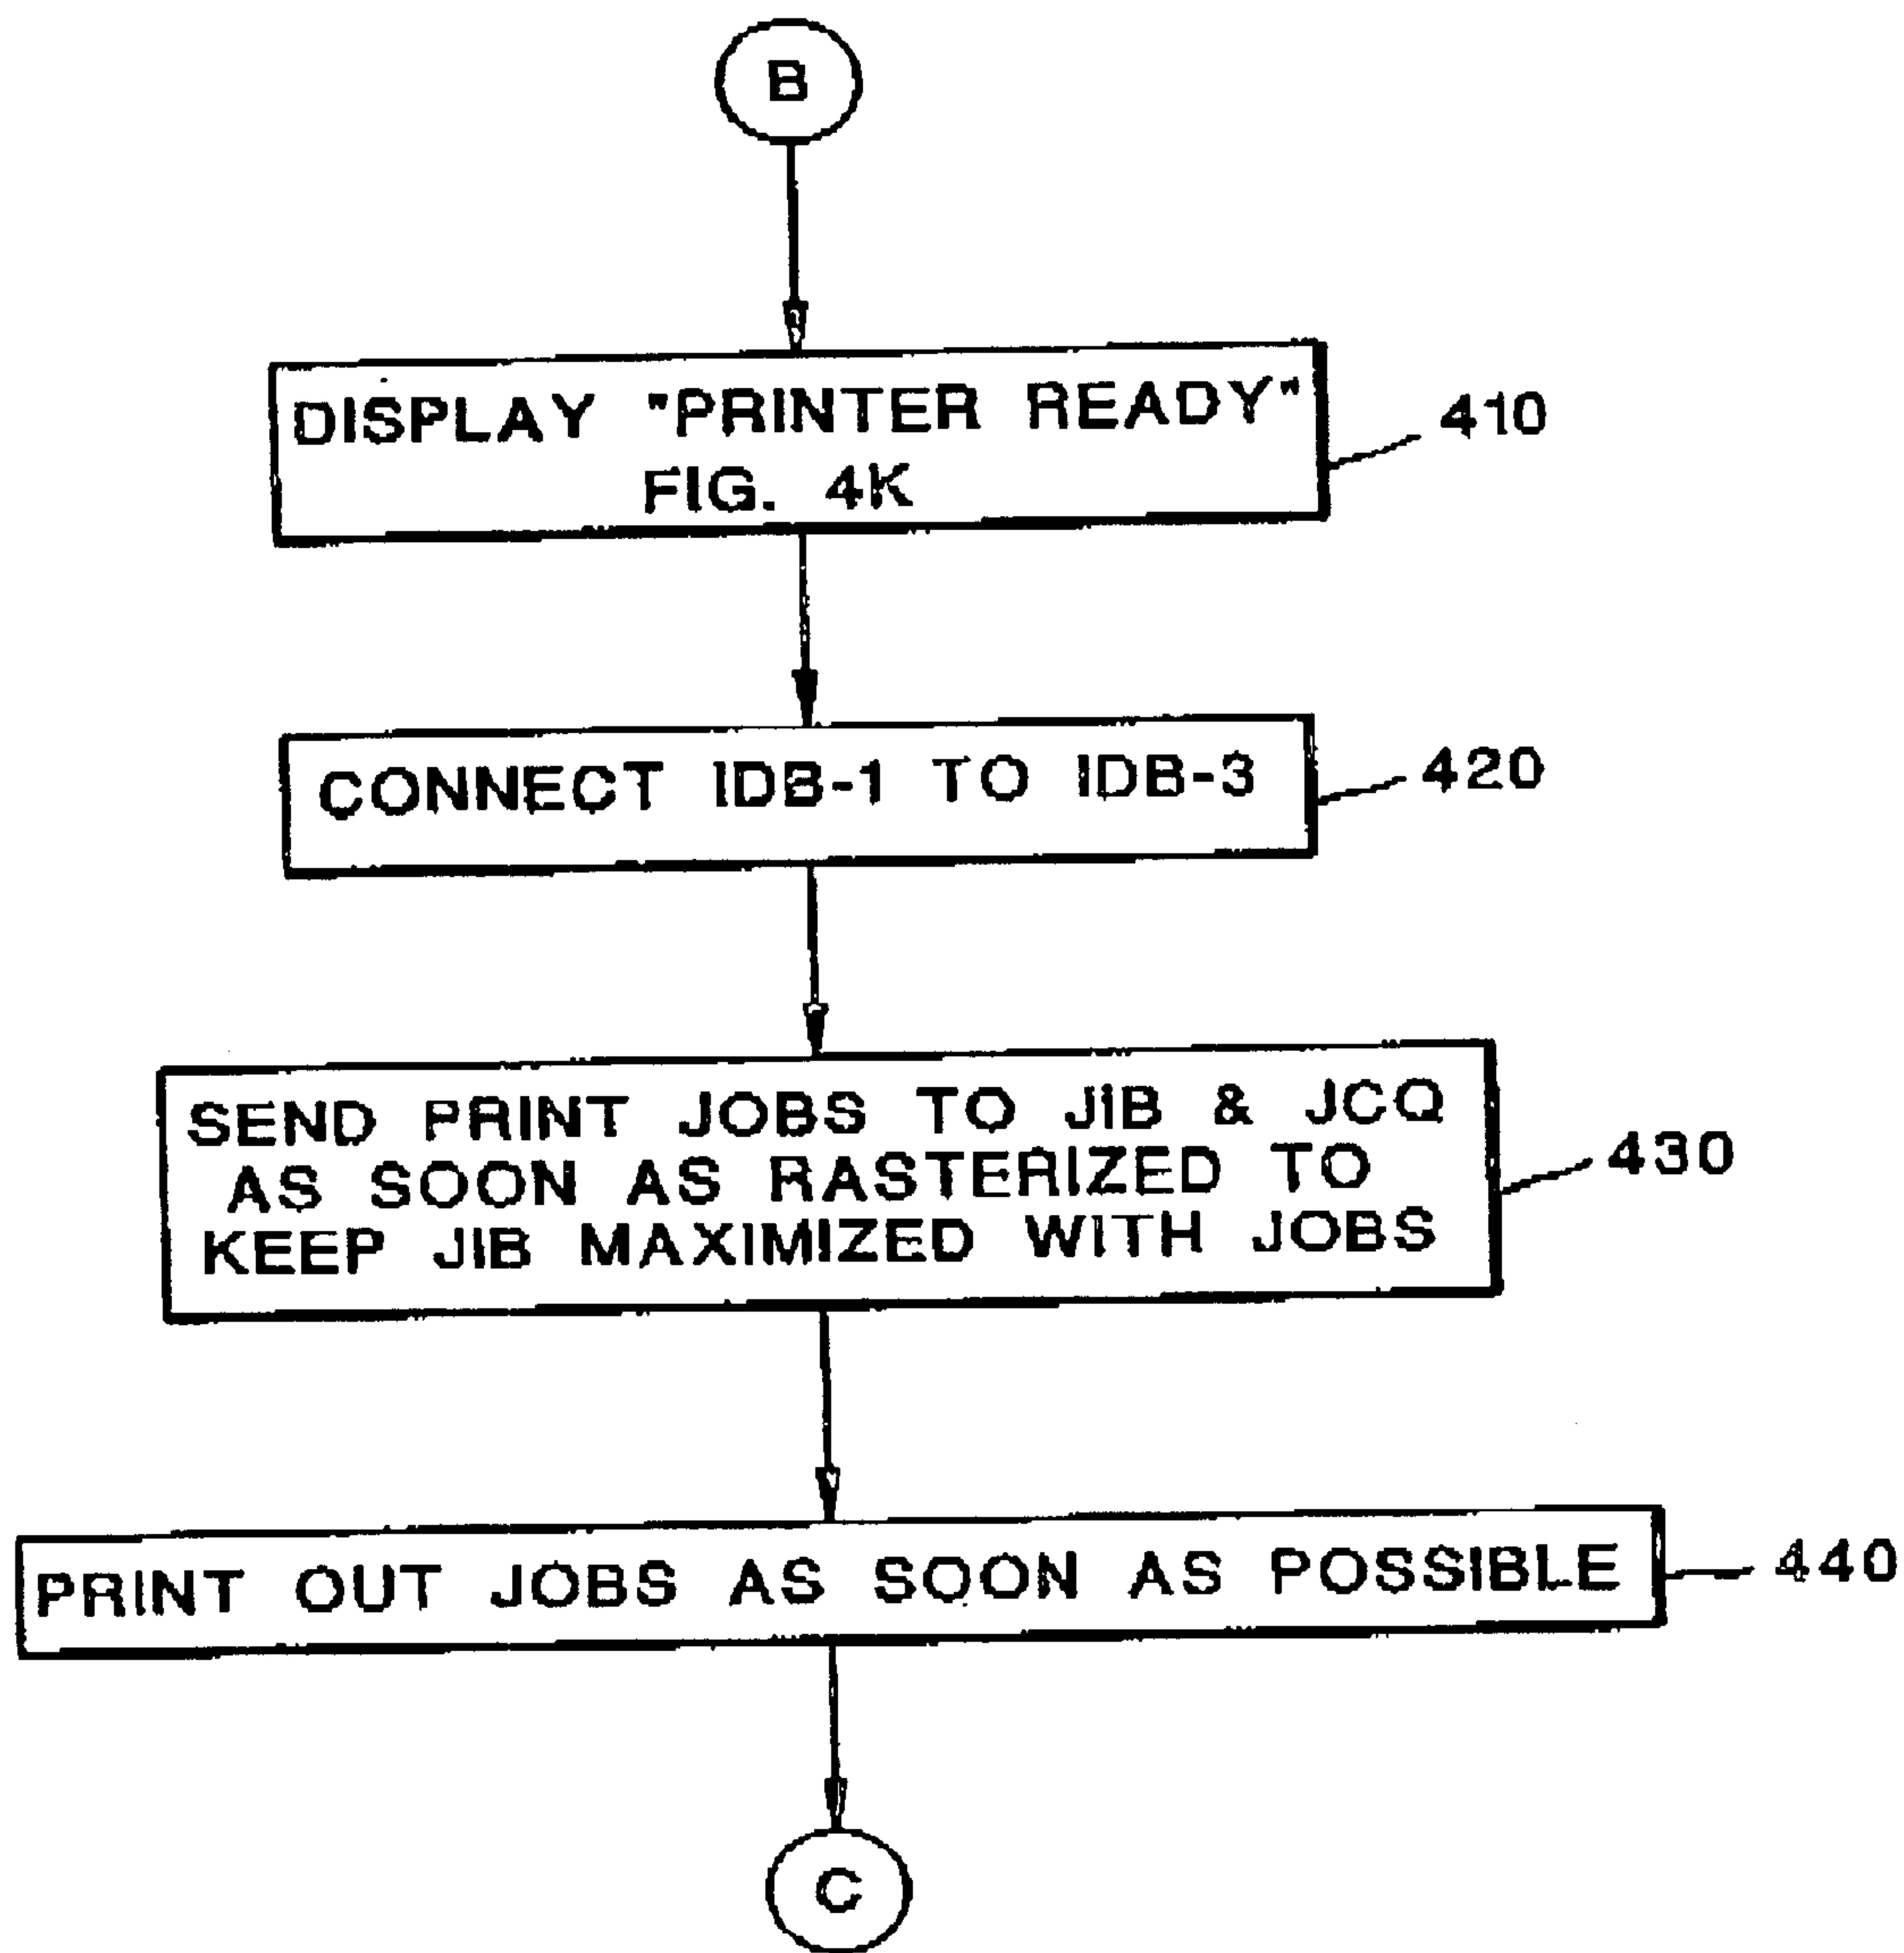 B
DISPLAY "PRINTER READY"
FIG. 4K
410
CONNECT IDB-1 TO IDB-3
420
SEND PRINT JOBS TO JIB & JCQ
AS SOON AS RASTERIZED TO
KEEP JIB MAXIMIZED WITH JOBS
430
PRINT OUT JOBS AS SOON AS POSSIBLE
440
C